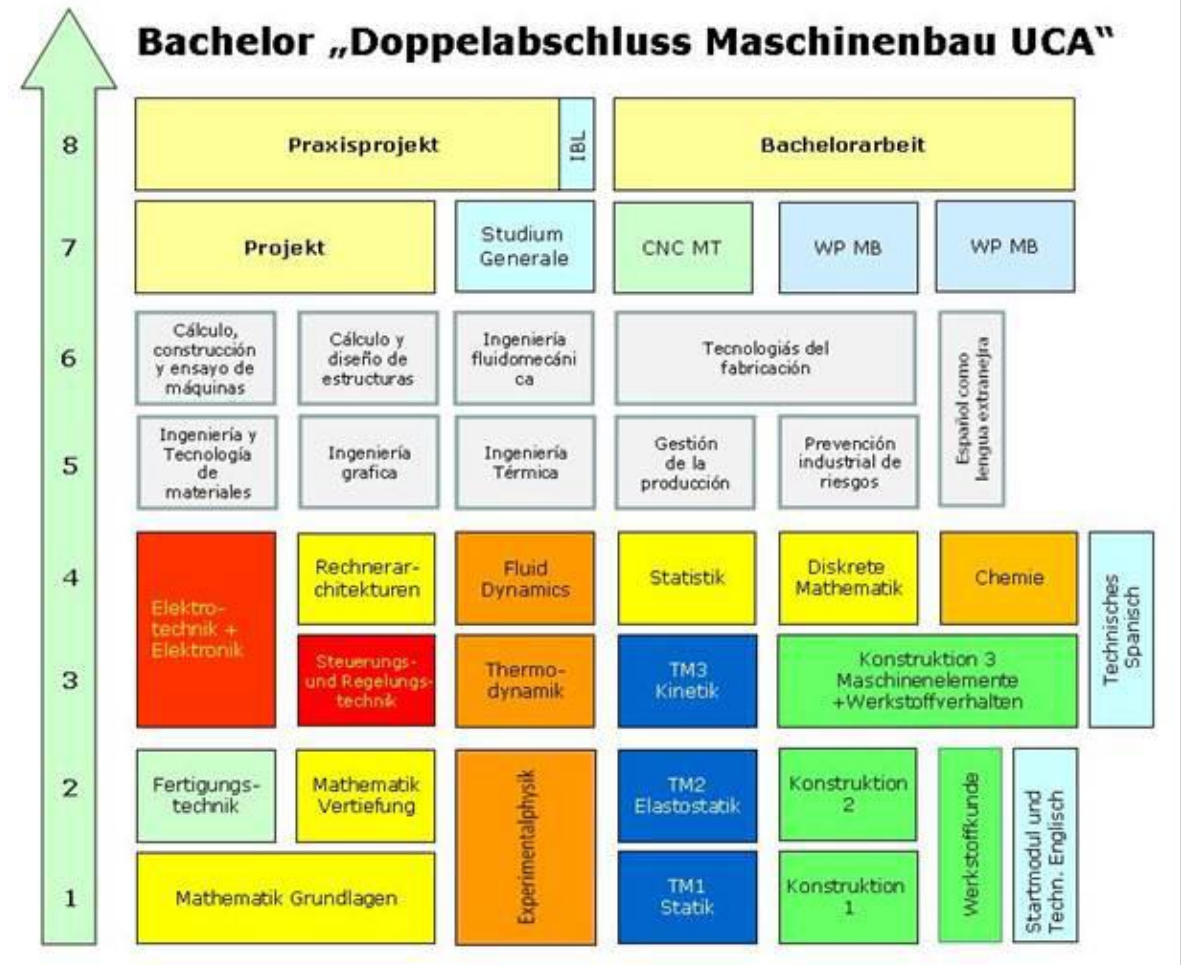 Bachelor „Doppelabschluss Maschinenbau UCA“
8
Praxisprojekt
IBL
Bachelorarbeit
7
Projekt
Studium
Generale
CNC MT
WP MB
WP MB
6
Cálculo,
construcción
y ensayo de
máquinas
Cálculo y
diseño de
estructuras
Ingeniería
fluidomecáni
ca
Tecnologiás del
fabricación
Español como
lengua extranejra
5
Ingeniería y
Tecnología
de
materiales
Ingeniería
grafica
Ingeniería
Térmica
Gestión
de la
producción
Prevención
industrial de
riesgos
4
Elektro-
technik +
Elektronik
Rechnerar-
chitekturen
Fluid
Dynamics
Statistik
Diskrete
Mathematik
Chemie
Technisches
Spanisch
3
Steuerungs-
und Regelungs-
technik
Thermo-
dynamik
TM3
Kinetik
Konstruktion 3
Maschinenelemente
+Werkstoffverhalten
2
Fertigungs-
technik
Mathematik
Vertiefung
Experimentalphysik
TM2
Elastostatik
Konstruktion
2
Werkstoffkunde
Startmodul und
Techn. Englisch
1
Mathematik Grundlagen
TM1
Statik
Konstruktion
1